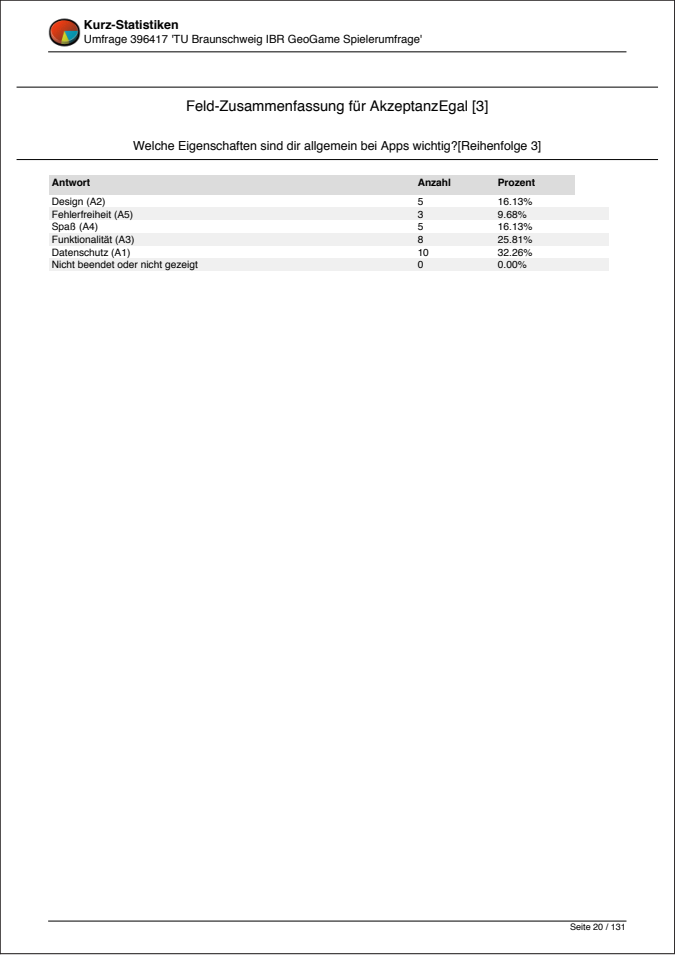 Kurz-Statistiken
Umfrage 396417 'TU Braunschweig IBR GeoGame Spielerumfrage'
Feld-Zusammenfassung für AkzeptanzEgal [3]
Welche Eigenschaften sind dir allgemein bei Apps wichtig?[Reihenfolge 3]
Antwort Anzahl Prozent
Design (A2) 5 16.13%
Fehlerfreiheit (A5) 3 9.68%
Spaß (A4) 5 16.13%
Funktionalität (A3) 8 25.81%
Datenschutz (A1) 10 32.26%
Nicht beendet oder nicht gezeigt 0 0.00%
Seite 20 / 131